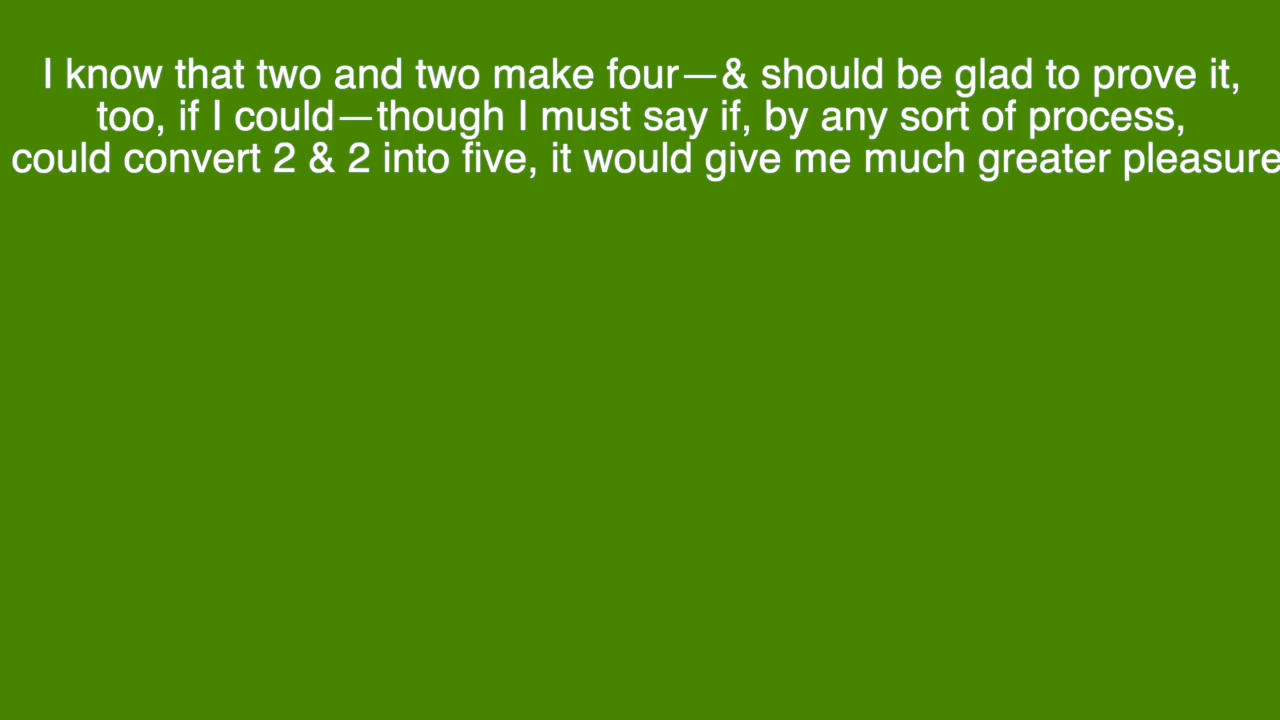 I know that two and two make four—& should be glad to prove it,
too, if I could—though I must say if, by any sort of process,
could convert 2 & 2 into five, it would give me much greater pleasure